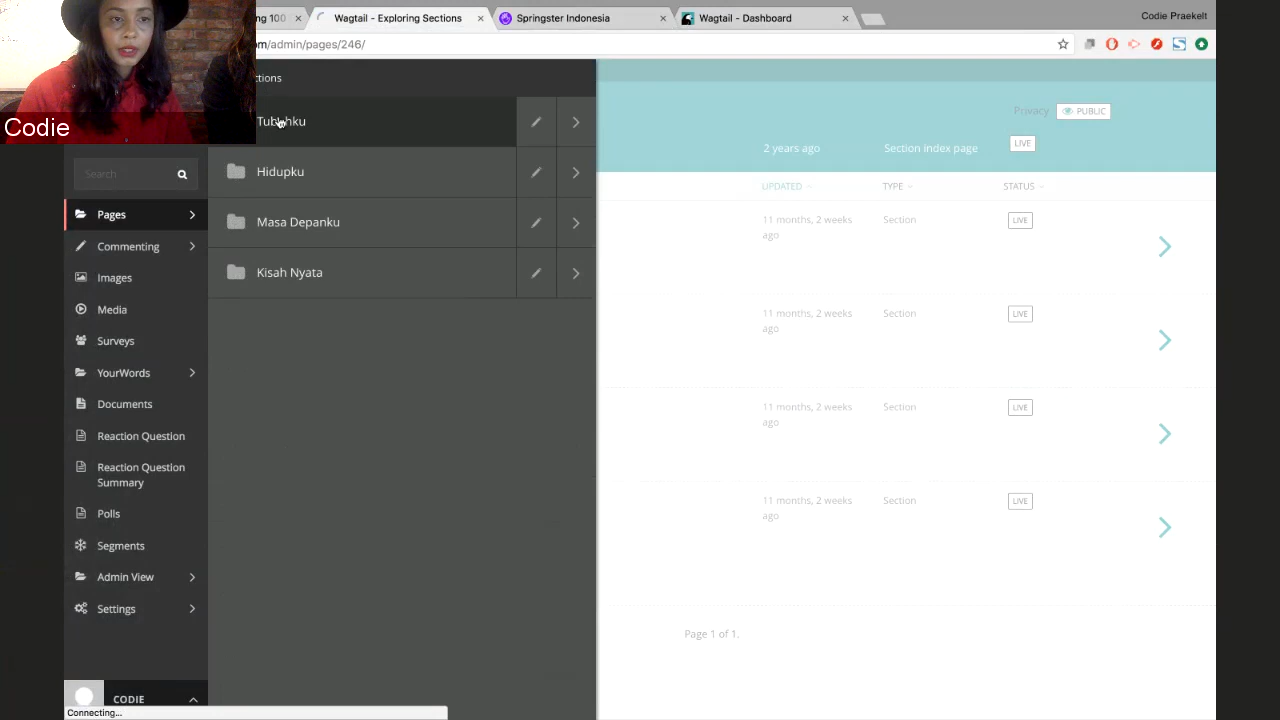 ng 100
Wagtail - Exploring Sections
Springster Indonesia
Wagtail - Dashboard
Codie Praekelt
om/admin/pages/246/
Codie
ctions
Hidupku
Masa Depanku
Kisah Nyata
Search
Pages
Commenting
Images
Media
Surveys
YourWords
Documents
Reaction Question
Reaction Question
Summary
Polls
Segments
Admin View
Settings
CODIE
Connecting...
Privacy
PUBLIC
2 years ago
Section index page
LIVE
UPDATED
TYPE
STATUS
11 months, 2 weeks
ago
Section
LIVE
11 months, 2 weeks
ago
Section
LIVE
11 months, 2 weeks
ago
Section
LIVE
11 months, 2 weeks
ago
Section
LIVE
Page 1 of 1.